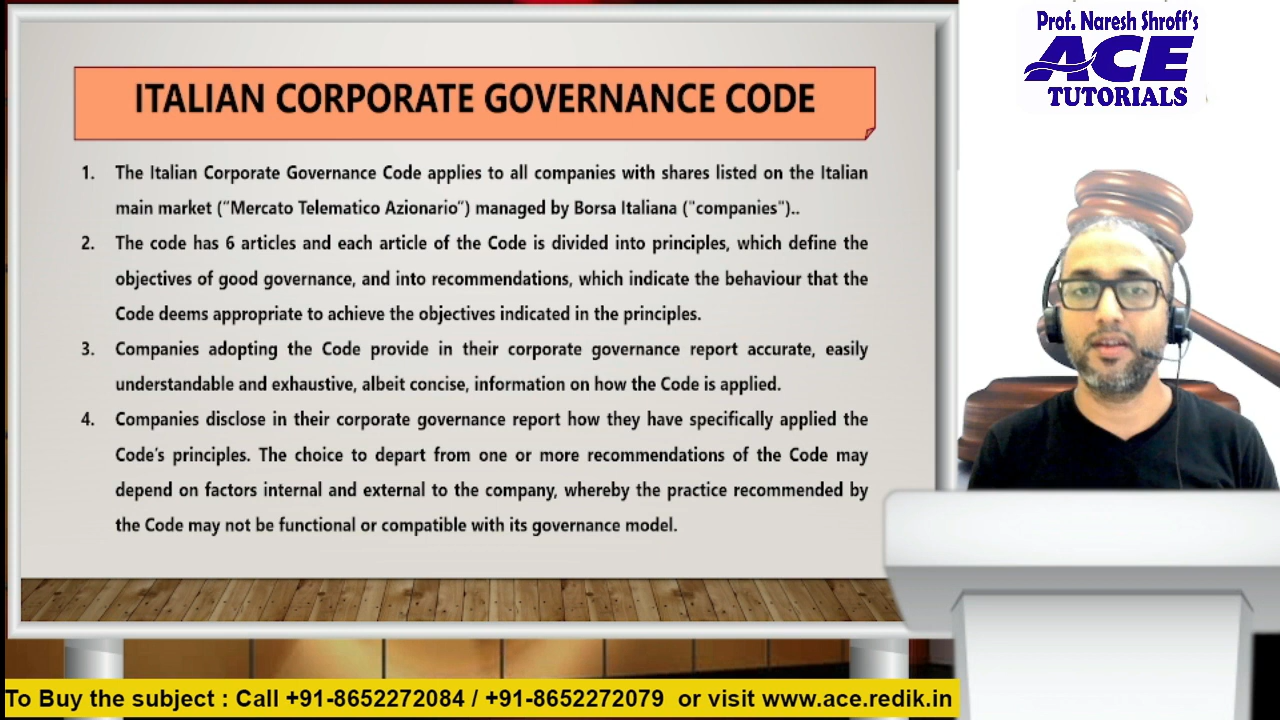 ITALIAN CORPORATE GOVERNANCE CODE
1. The Italian Corporate Governance Code applies to all companies with shares listed on the Italian
main market ("Mercato Telematico Azionario") managed by Borsa Italiana ("companies")..
2. The code has 6 articles and each article of the Code is divided into principles, which define the
objectives of good governance, and into recommendations, which indicate the behaviour that the
Code deems appropriate to achieve the objectives indicated in the principles.
3. Companies adopting the Code provide in their corporate governance report accurate, easily
understandable and exhaustive, albeit concise, information on how the Code is applied.
4. Companies disclose in their corporate governance report how they have specifically applied the
Code's principles. The choice to depart from one or more recommendations of the Code may
depend on factors internal and external to the company, whereby the practice recommended by
the Code may not be functional or compatible with its governance model.
Prof. Naresh Shroff's
ACE
TUTORIALS
To Buy the subject : Call +91-8652272084 / +91-8652272079 or visit www.ace.redik.in